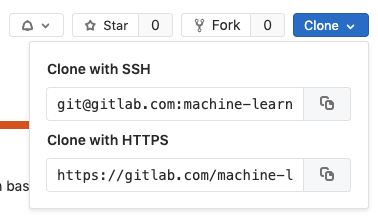 Star 0 Fork 0 Clone
Clone with SSH
git@gitlab.com:machine-learn
Clone with HTTPS
https://gitlab.com/machine-l
n bas